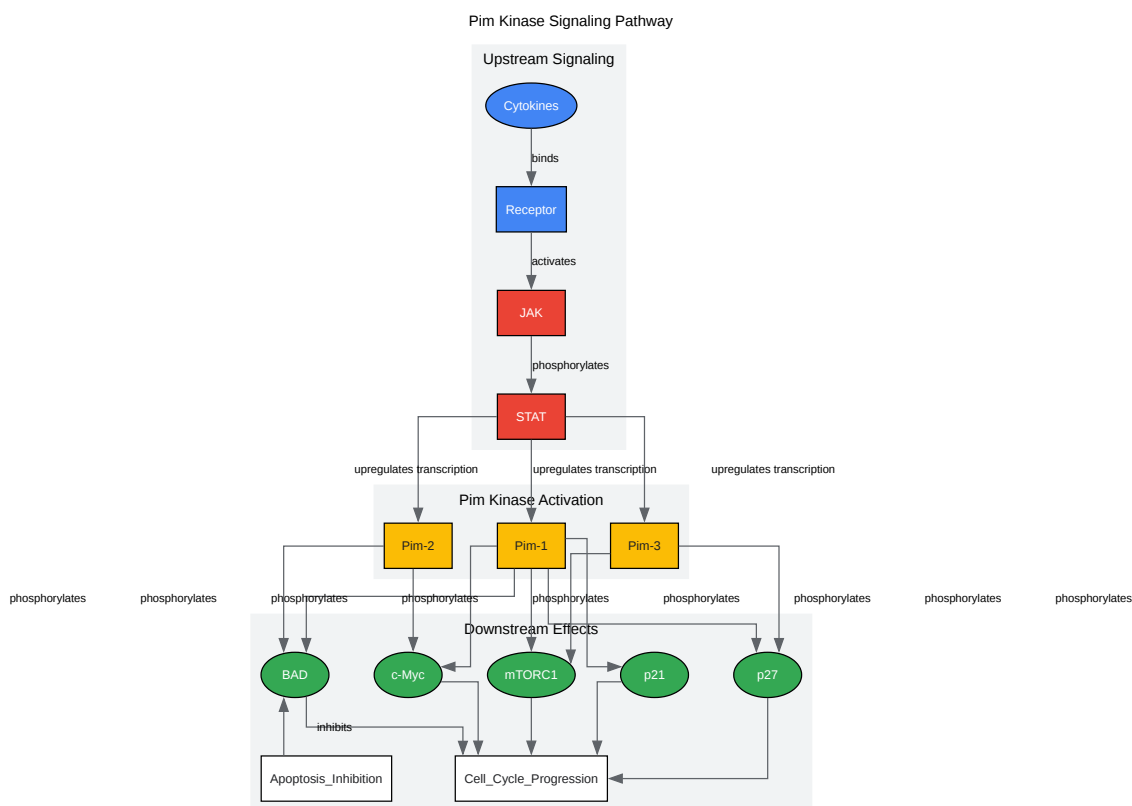 Pim Kinase Signaling Pathway
Upstream Signaling
Cytokines
binds
Receptor
activates
JAK
phosphorylates
STAT
upregulates transcription
upregulates transcription
upregulates transcription
Pim Kinase Activation
Pim-2
Pim-1
Pim-3
phosphorylates
phosphorylates
phosphorylates
phosphorylates
phosphorylates
phosphorylates
phosphorylates
phosphorylates
phosphorylates
Downstream Effects
BAD
c-Myc
mTORC1
p21
p27
inhibits
Apoptosis_Inhibition
Cell_Cycle_Progression